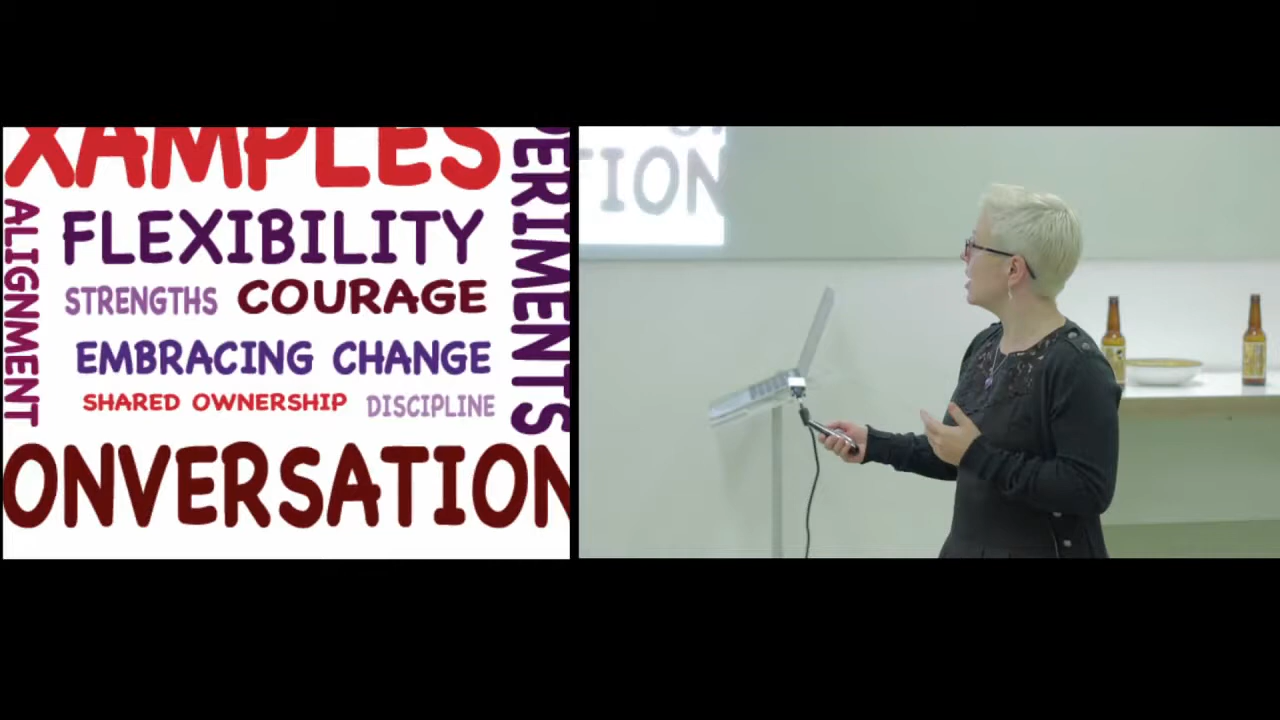 XAMPLES
ALIGNMENT
FLEXIBILITY
STRENGTHS COURAGE
EMBRACING CHANGE
SHARED OWNERSHIP DISCIPLINE
ERIMENTS
ONVERSATION
TION